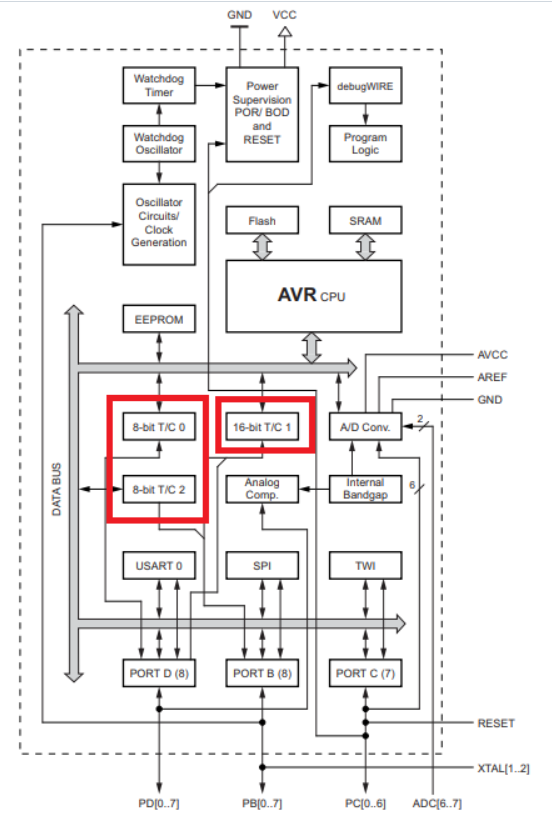 GND
VCC
Watchdog
Timer
Power
Supervision
POR/ BOD
and
RESET
debugWIRE
Watchdog
Oscillator
Program
Logic
Oscillator
Circuits/
Clock
Generation
Flash
SRAM
AVR CPU
EEPROM
AVCC
AREF
GND
8-bit T/C 0
16-bit T/C 1
A/D Conv.
2
8-bit T/C 2
Analog
Comp.
Internal
Bandgap
6
DATA BUS
USART 0
SPI
TWI
PORT D (8)
PORT B (8)
PORT C (7)
RESET
XTAL[1..2]
PD[0..7]
PB[0..7]
PC[0..6]
ADC[6..7]